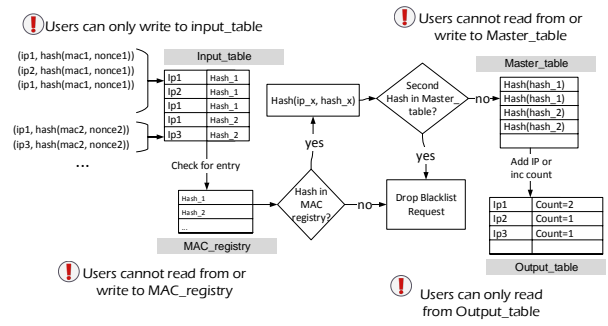 ! Users can only write to input_table
! Users cannot read from or
write to Master_table
(ip1, hash(mac1, nonce1))
(ip2, hash(mac1, nonce1))
(ip1, hash(mac1, nonce1))
(ip1, hash(mac2, nonce2))
(ip3, hash(mac2, nonce2))
...
Input_table
Ip1 Hash_1
Ip2 Hash_1
Ip1 Hash_1
Ip1 Hash_2
Ip3 Hash_2
Check for entry
Hash_1
Hash_2
...
MAC_registry
Hash(ip_x, hash_x)
yes
Hash in
MAC
registry?
no
Second
Hash in Master_
table?
no
yes
Drop Blacklist
Request
Master_table
Hash(hash_1)
Hash(hash_1)
Hash(hash_2)
Hash(hash_2)
Add IP or
inc count
Ip1 Count=2
Ip2 Count=1
Ip3 Count=1
Output_table
! Users cannot read from or
write to MAC_registry
! Users can only read
from Output_table